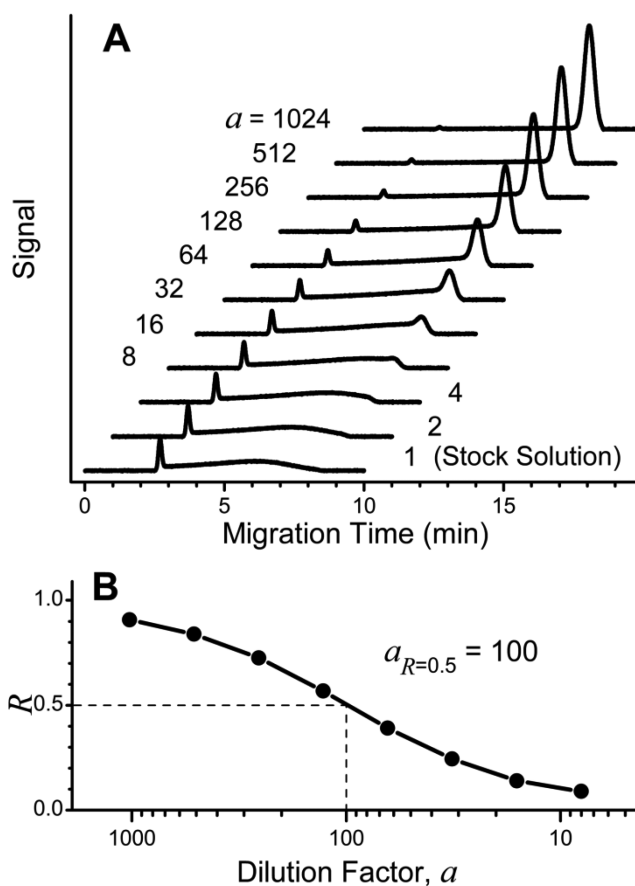 A
a = 1024
512
256
128
64
32
16
8
4
2
1 (Stock Solution)
Signal
0 5 10 15
Migration Time (min)
B
1.0
0.5
0.0
R
a R=0.5 = 100
1000 100 10
Dilution Factor, a